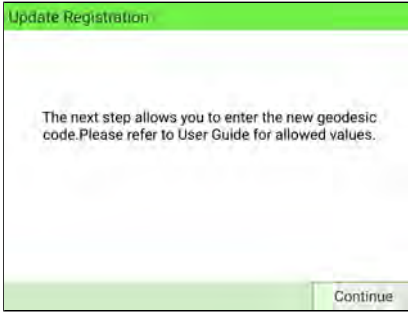 Update Registration
The next step allows you to enter the new geodesic
code.Please refer to User Guide for allowed values.
Continue